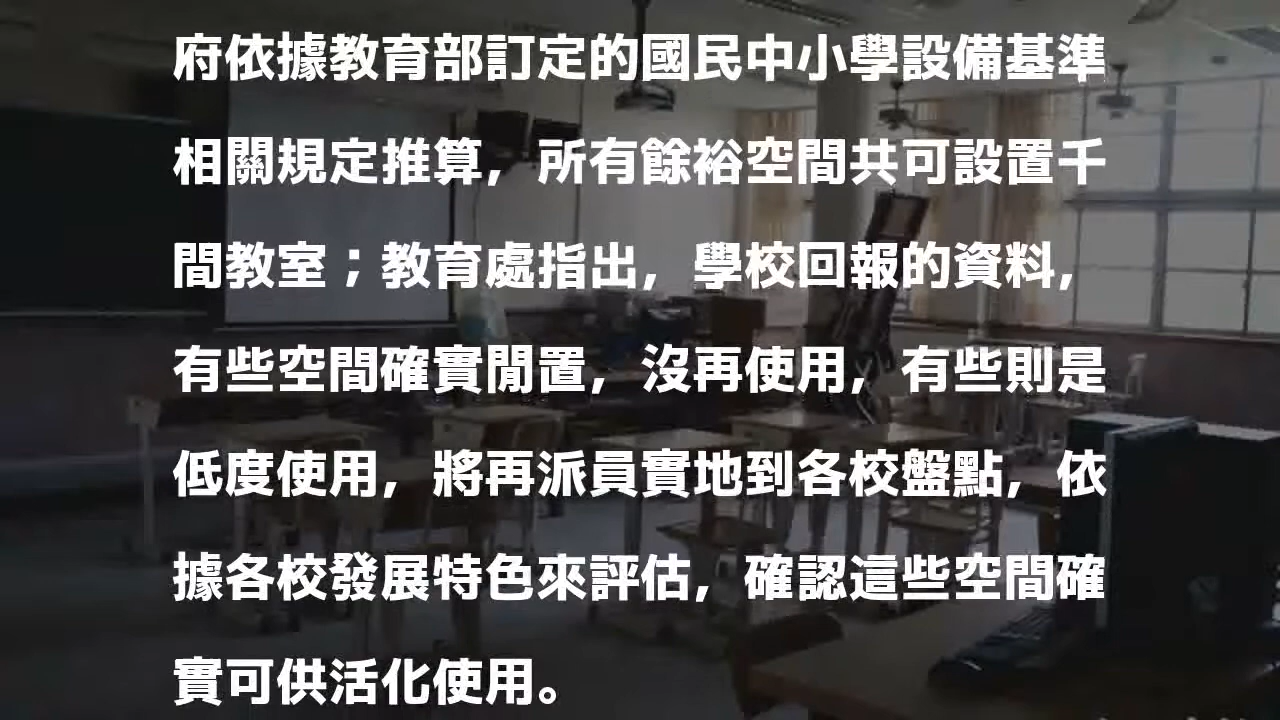 府依據教育部訂定的國民中小學設備基準
相關規定推算，所有餘裕空間共可設置千
間教室；教育處指出，學校回報的資料，
有些空間確實閒置，沒再使用，有些則是
低度使用，將再派員實地到各校盤點，依
據各校發展特色來評估，確認這些空間確
實可供活化使用。